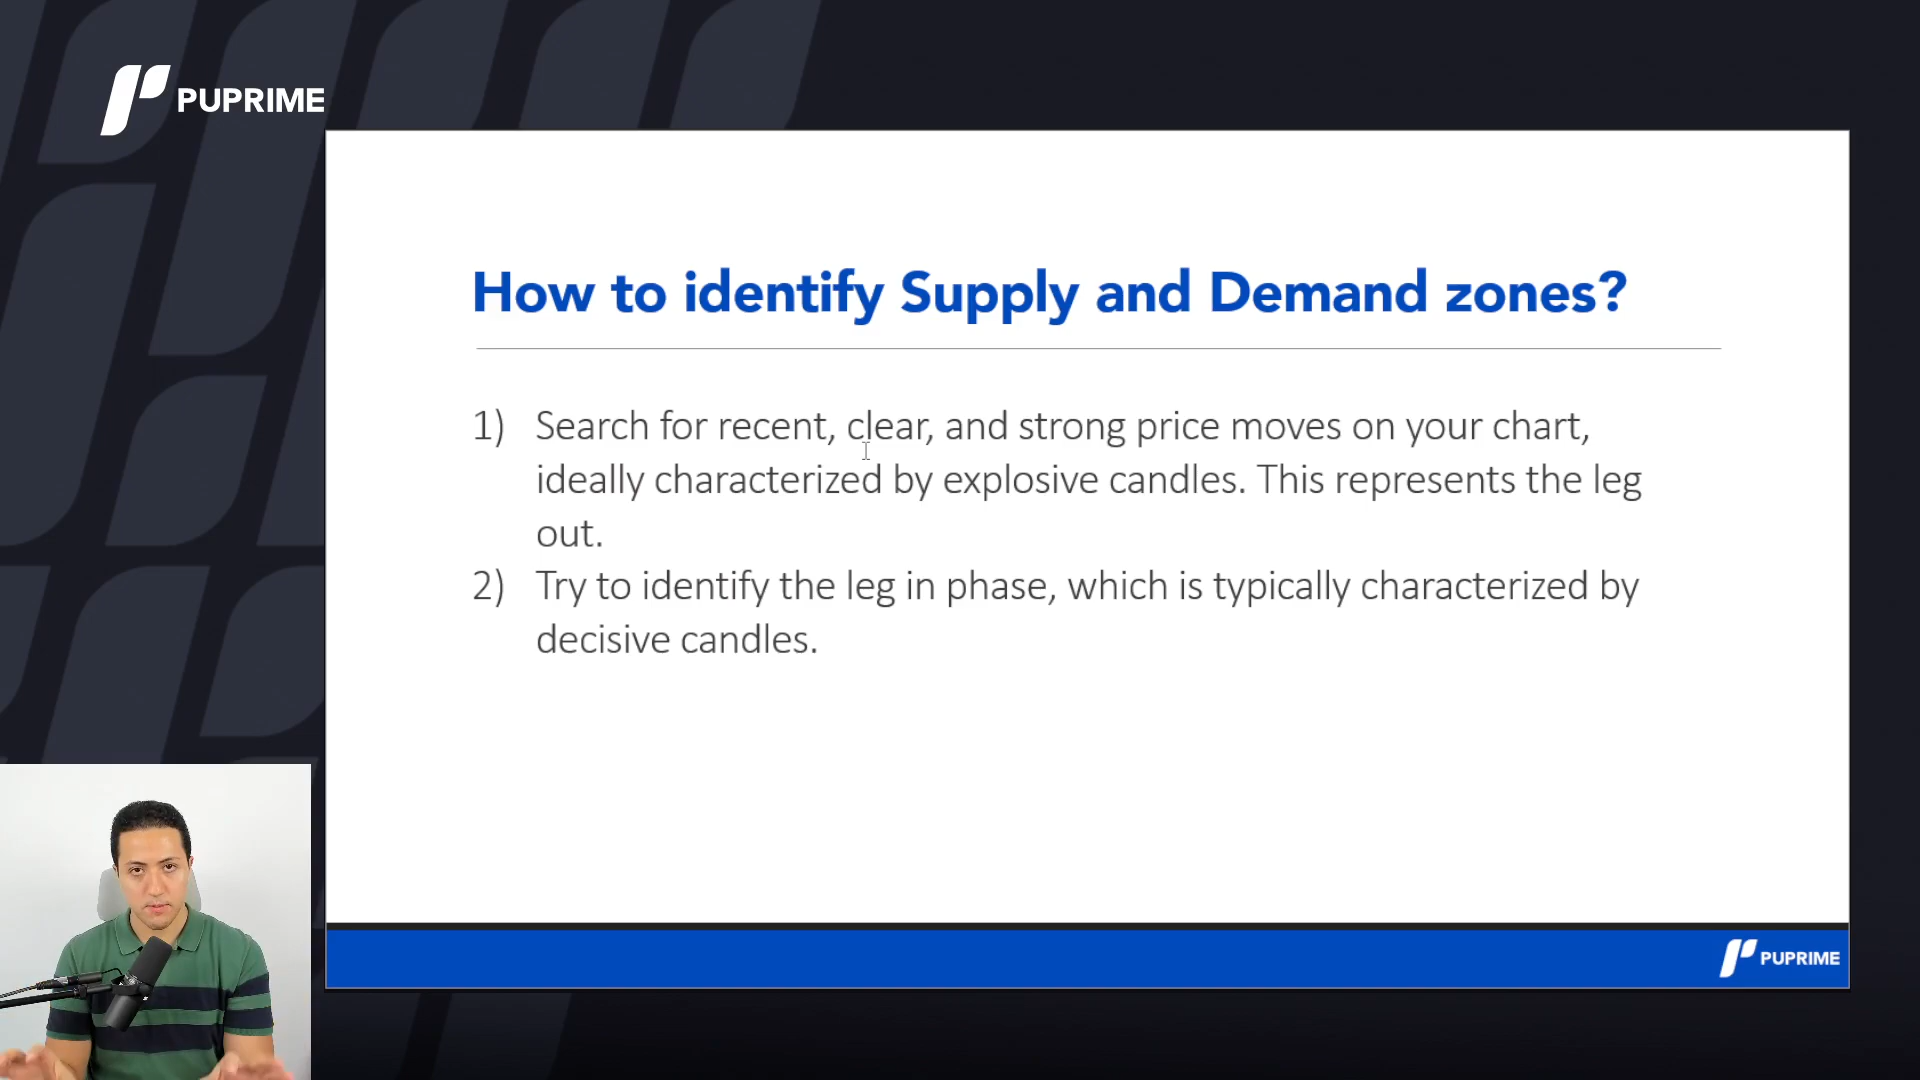 PUPRIME
How to identify Supply and Demand zones?
1) Search for recent, clear, and strong price moves on your chart,
ideally characterized by explosive candles. This represents the leg
out.
2) Try to identify the leg in phase, which is typically characterized by
decisive candles.
PUPRIME